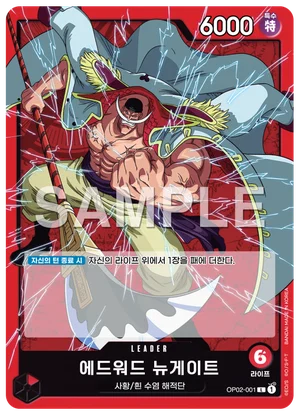 6000
특수
特
SAMPLE
자신의 턴 종료 시 자신의 라이프 위에서 1장을 패에 더한다.
LEADER
에드워드 뉴게이트
사황/흰 수염 해적단
6
라이프
OP02-001 L 1